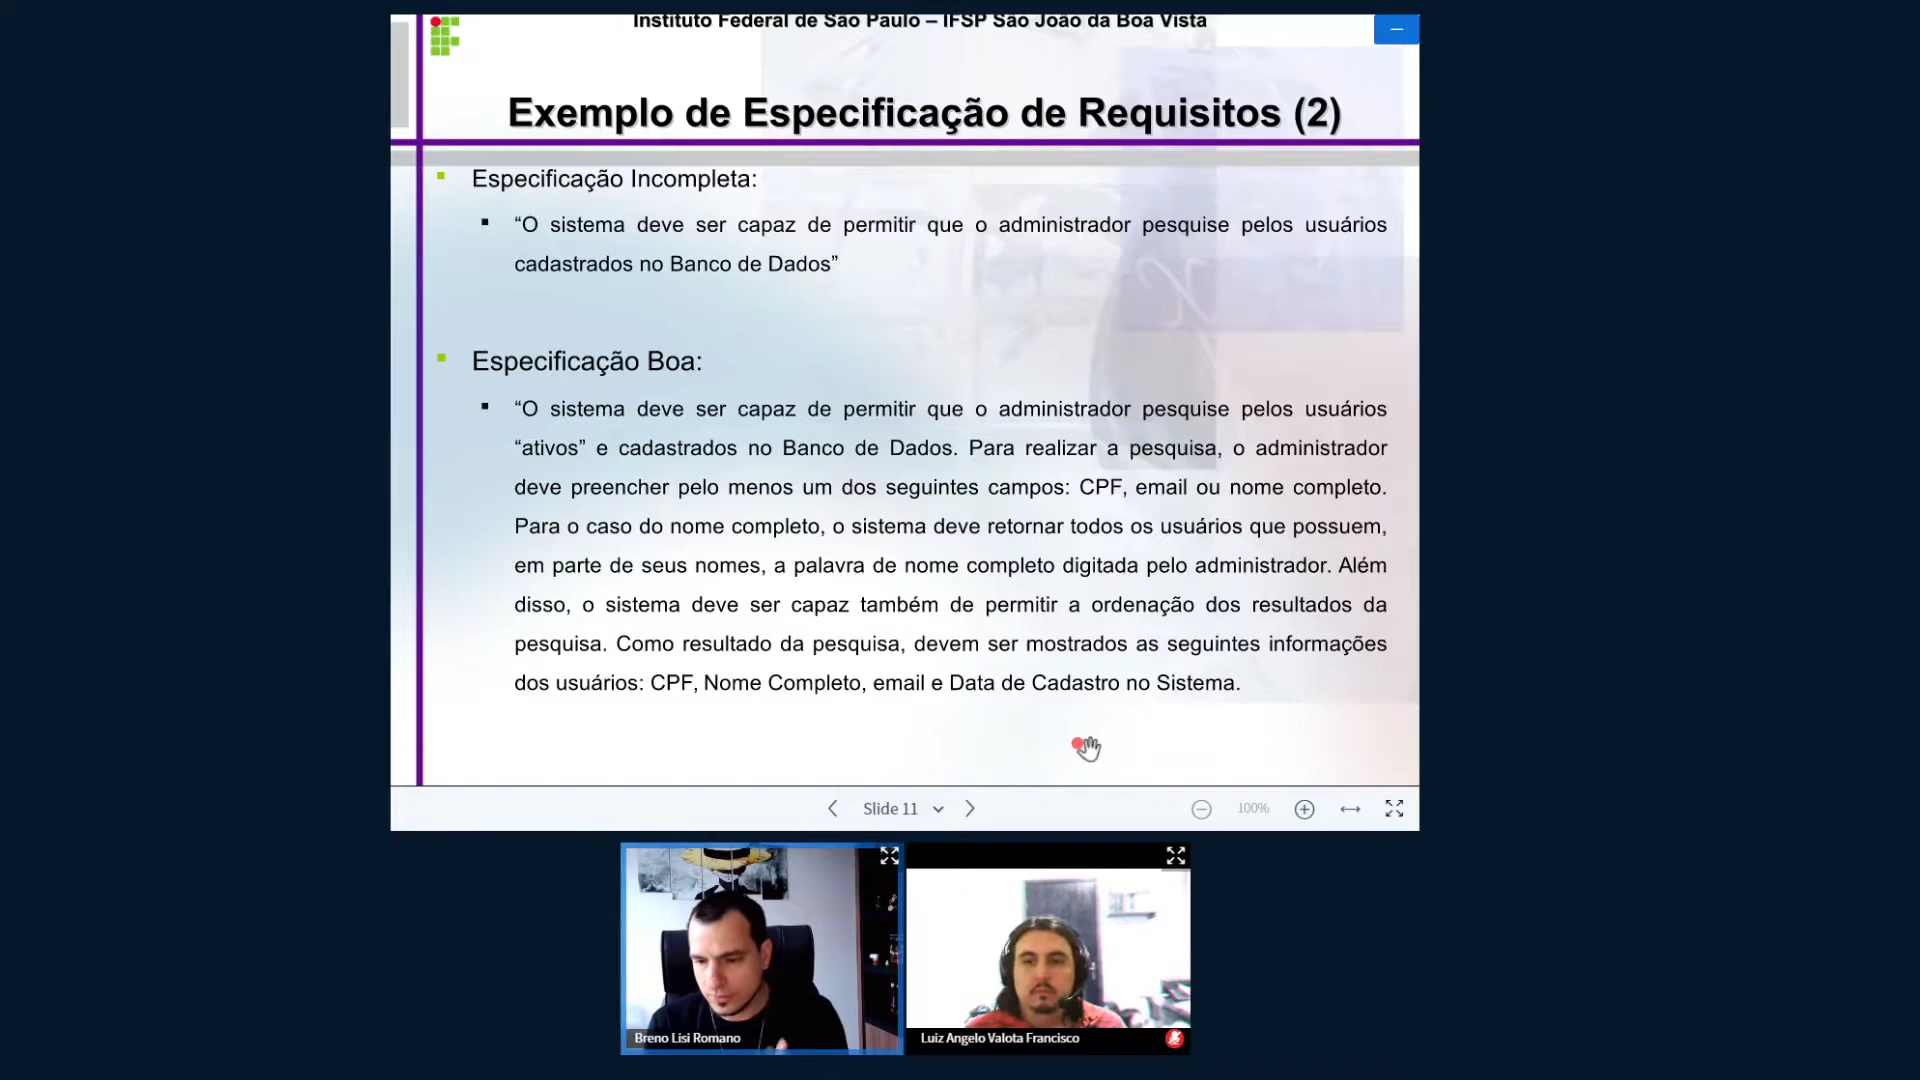 Instituto Federal de São Paulo – IFSP São João da Boa Vista
Exemplo de Especificação de Requisitos (2)
Especificação Incompleta:
“O sistema deve ser capaz de permitir que o administrador pesquise pelos usuários
cadastrados no Banco de Dados”
Especificação Boa:
“O sistema deve ser capaz de permitir que o administrador pesquise pelos usuários
“ativos” e cadastrados no Banco de Dados. Para realizar a pesquisa, o administrador
deve preencher pelo menos um dos seguintes campos: CPF, email ou nome completo.
Para o caso do nome completo, o sistema deve retornar todos os usuários que possuem,
em parte de seus nomes, a palavra de nome completo digitada pelo administrador. Além
disso, o sistema deve ser capaz também de permitir a ordenação dos resultados da
pesquisa. Como resultado da pesquisa, devem ser mostrados as seguintes informações
dos usuários: CPF, Nome Completo, email e Data de Cadastro no Sistema.
Slide 11
100%
Breno Lisi Romano
Luiz Angelo Valota Francisco